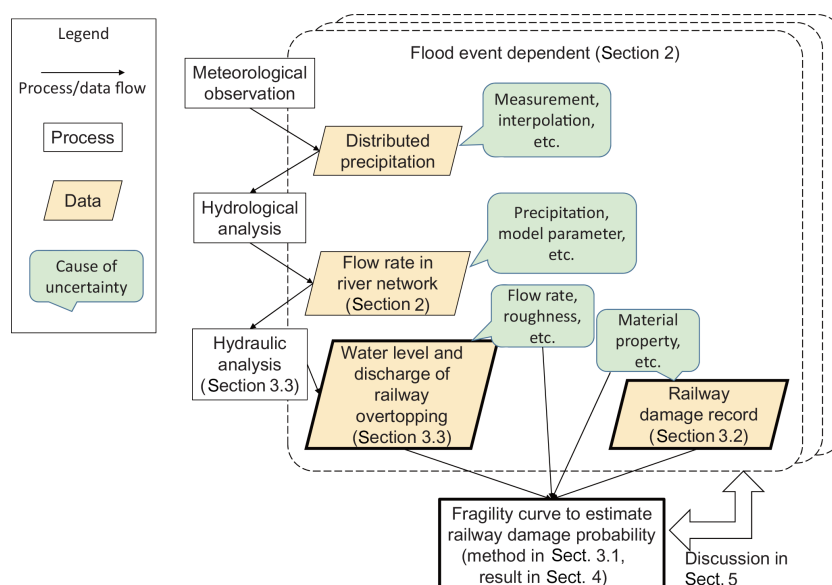 Legend
Process/data flow
Process
Data
Cause of
uncertainty
Flood event dependent (Section 2)
Meteorological
observation
Measurement,
interpolation,
etc.
Distributed
precipitation
Hydrological
analysis
Precipitation,
model parameter,
etc.
Flow rate in
river network
(Section 2)
Flow rate,
roughness,
etc.
Material
property,
etc.
Hydraulic
analysis
(Section 3.3)
Water level and
discharge of
railway
overtopping
(Section 3.3)
Railway
damage record
(Section 3.2)
Fragility curve to estimate
railway damage probability
(method in Sect. 3.1,
result in Sect. 4)
Discussion in
Sect. 5